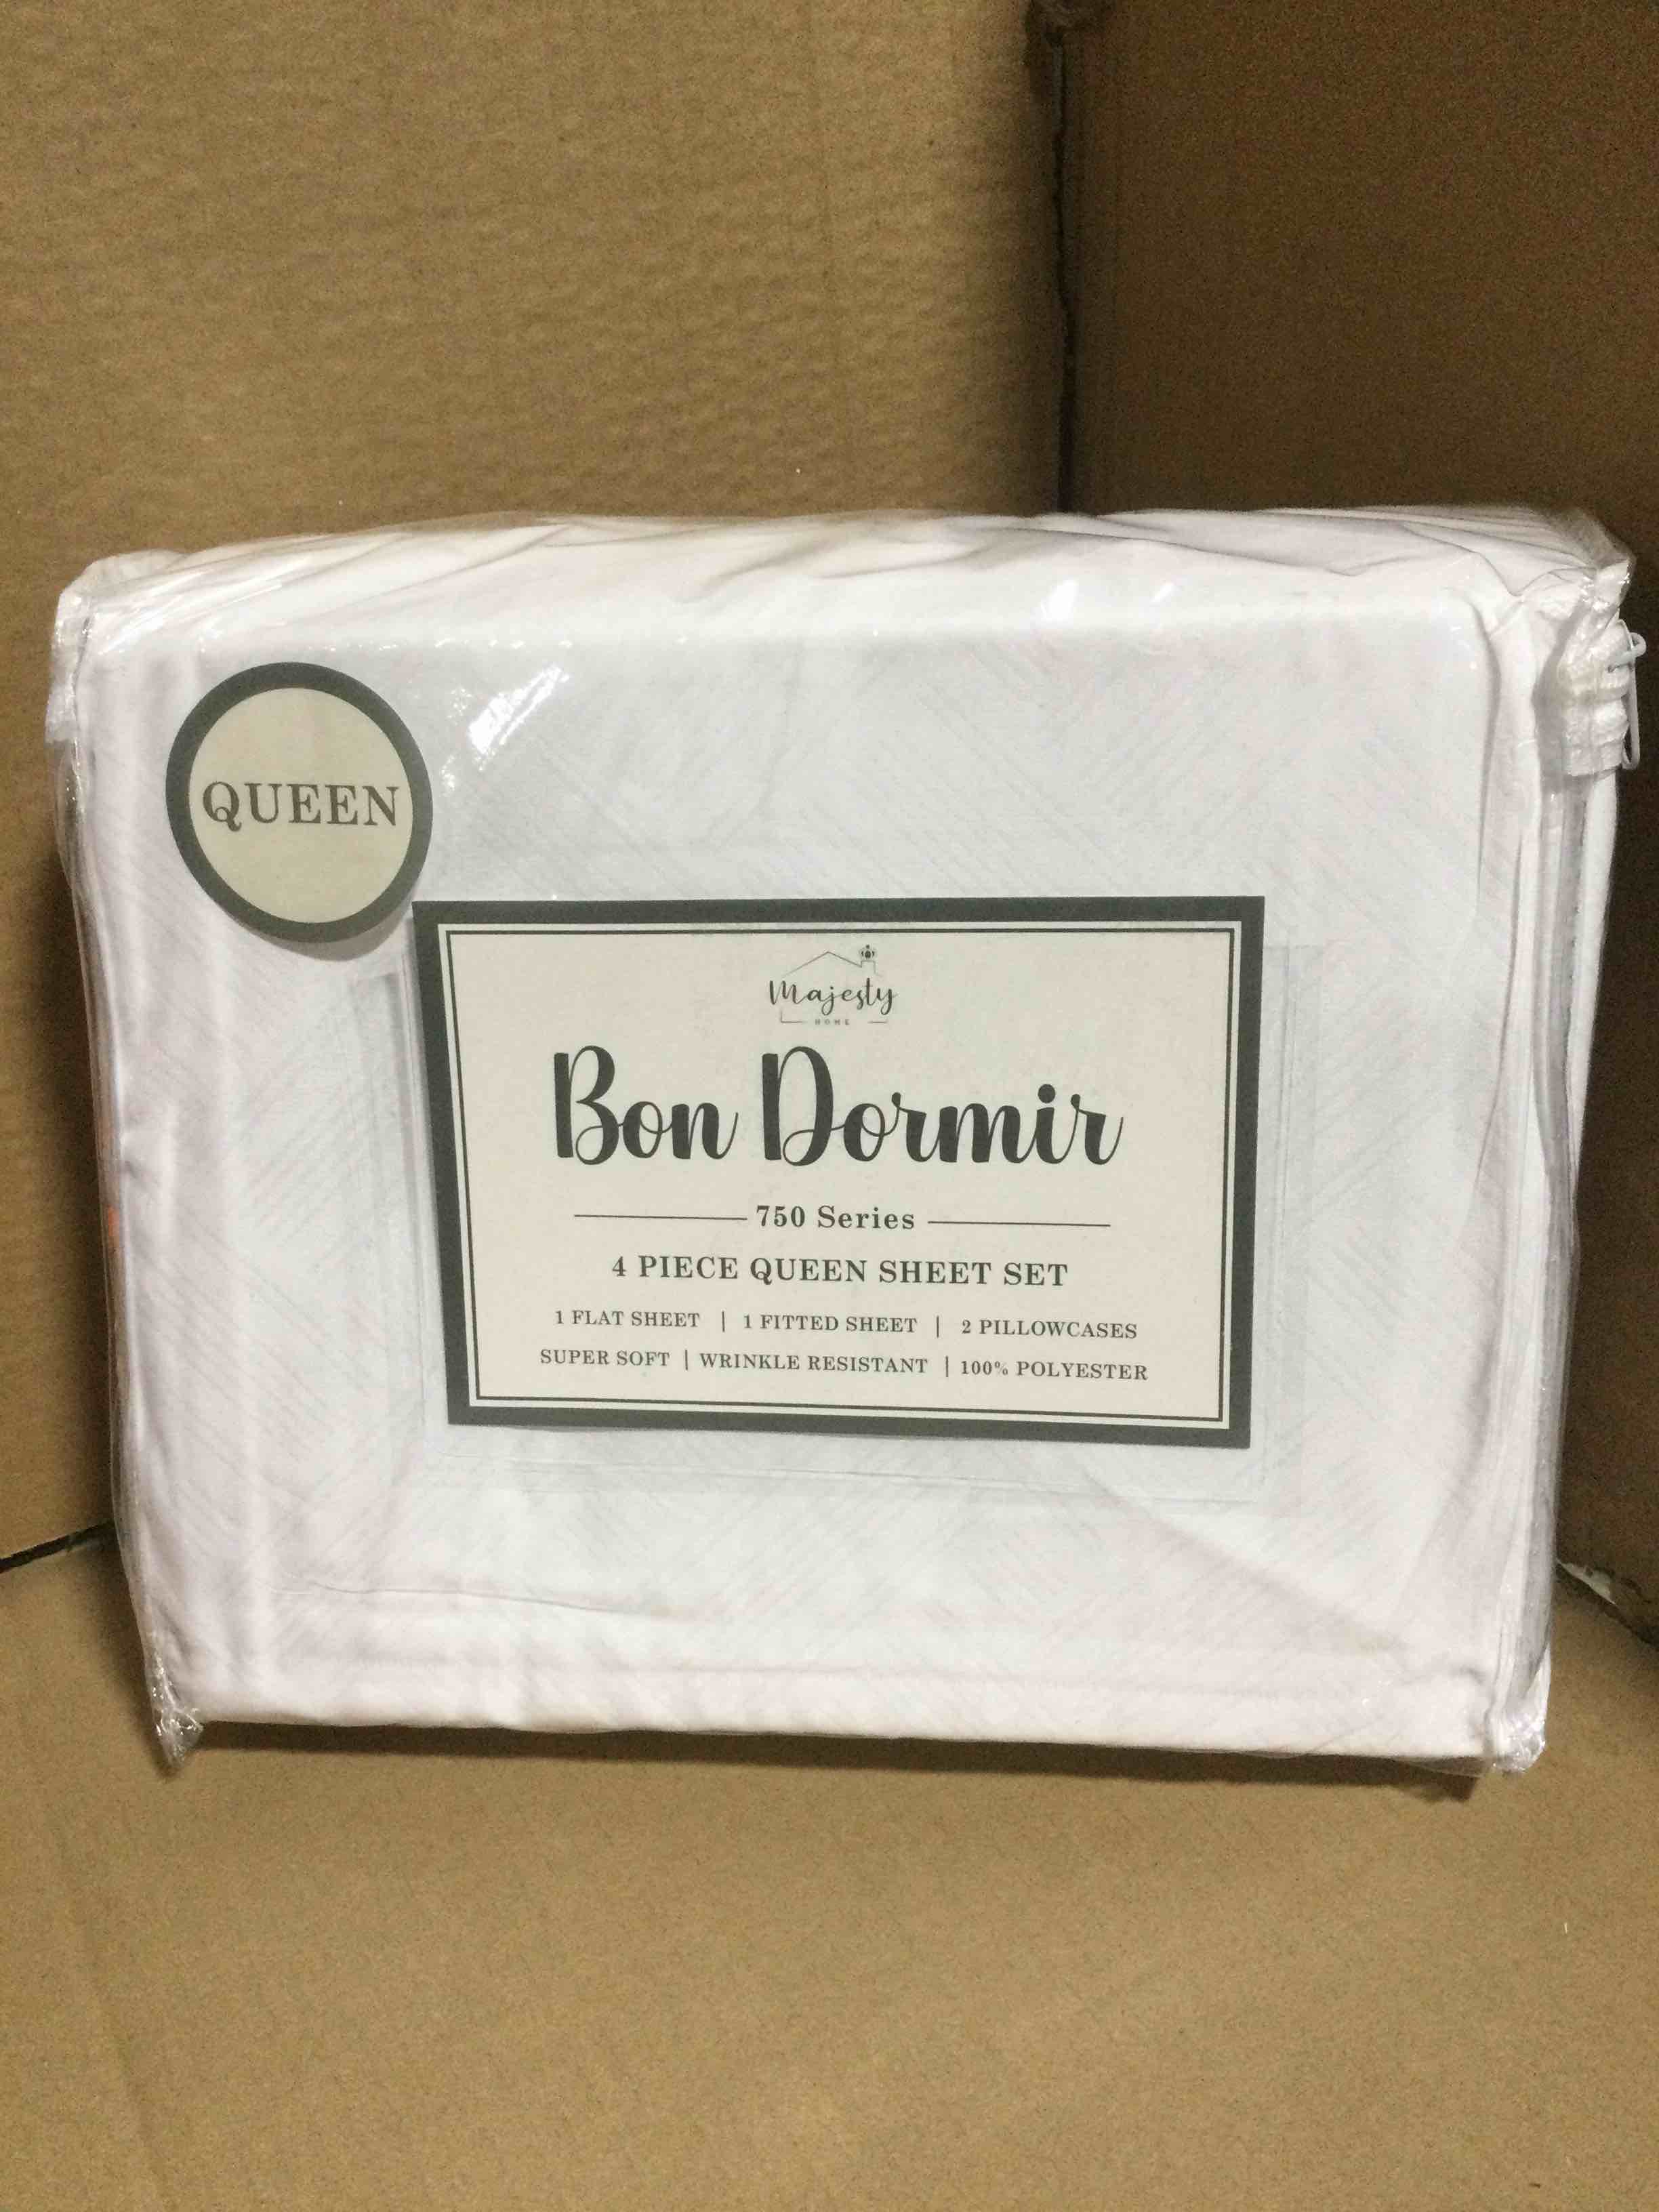 QUEEN
Majesty
HOME
Bon Dormir
750 Series
4 PIECE QUEEN SHEET SET
1 FLAT SHEET | 1 FITTED SHEET | 2 PILLOWCASES
SUPER SOFT | WRINKLE RESISTANT | 100% POLYESTER